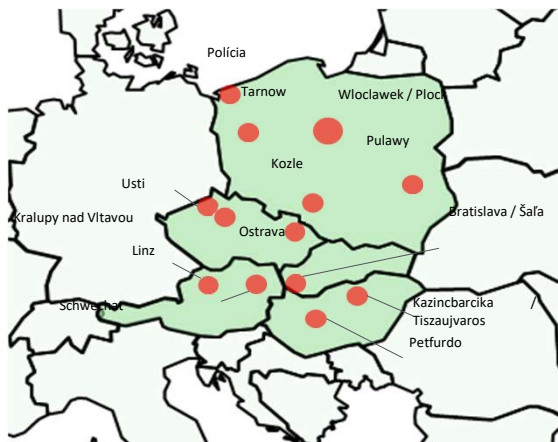 Polícia
Tarnow
Wloclawek / Plock
Pulawy
Kozle
Usti
Kralupy nad Vltavou
Bratislava / Šaľa
Ostrava
Linz
Schwechat
Kazincbarcika /
Tiszaujvaros
Petfurdo